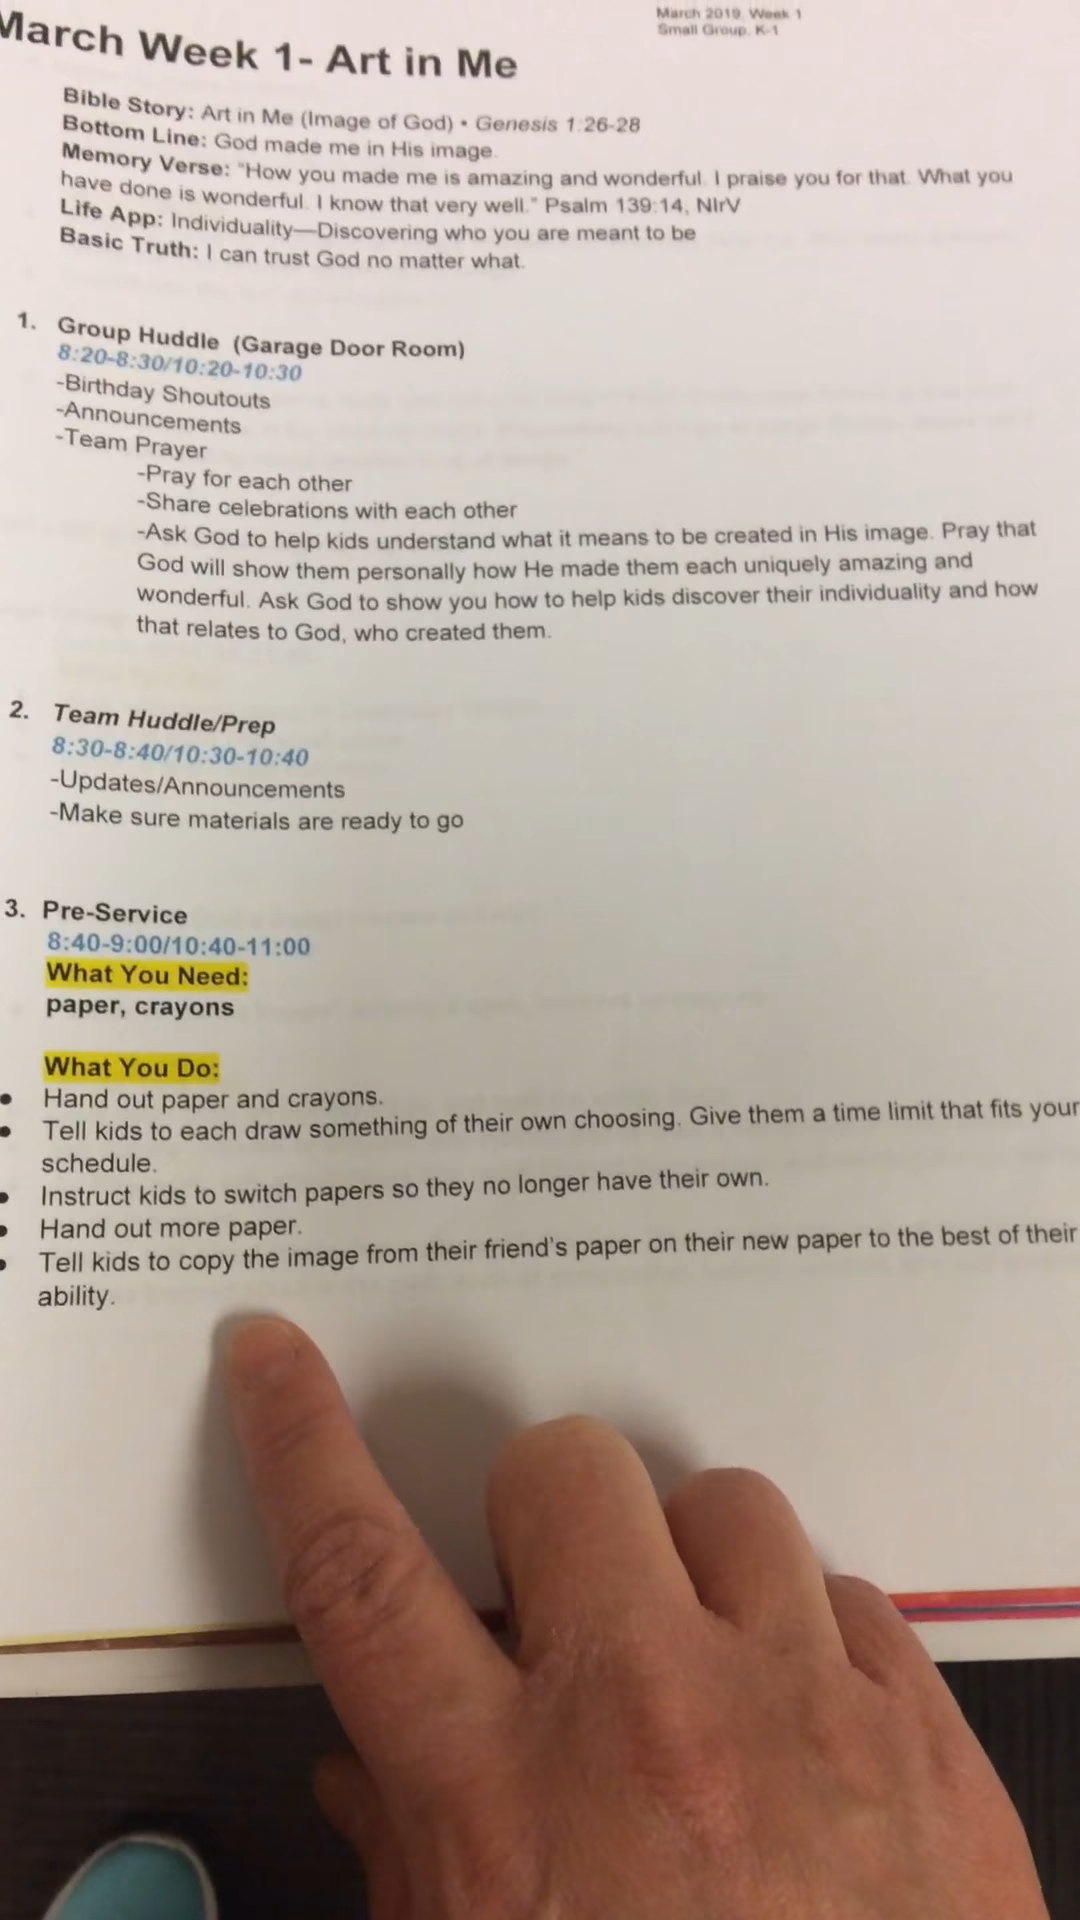 March 2019, Week 1
Small Group, K-1
March Week 1- Art in Me
Bible Story: Art in Me (Image of God) • Genesis 1:26-28
Bottom Line: God made me in His image.
Memory Verse: "How you made me is amazing and wonderful. I praise you for that. What you
have done is wonderful. I know that very well." Psalm 139:14, NIrV
Life App: Individuality—Discovering who you are meant to be
Basic Truth: I can trust God no matter what.
1. Group Huddle (Garage Door Room)
8:20-8:30/10:20-10:30
-Birthday Shoutouts
-Announcements
-Team Prayer
-Pray for each other
-Share celebrations with each other
-Ask God to help kids understand what it means to be created in His image. Pray that
God will show them personally how He made them each uniquely amazing and
wonderful. Ask God to show you how to help kids discover their individuality and how
that relates to God, who created them.
2. Team Huddle/Prep
8:30-8:40/10:30-10:40
-Updates/Announcements
-Make sure materials are ready to go
3. Pre-Service
8:40-9:00/10:40-11:00
What You Need:
paper, crayons
What You Do:
• Hand out paper and crayons.
• Tell kids to each draw something of their own choosing. Give them a time limit that fits your
schedule.
• Instruct kids to switch papers so they no longer have their own.
• Hand out more paper.
• Tell kids to copy the image from their friend's paper on their new paper to the best of their
ability.